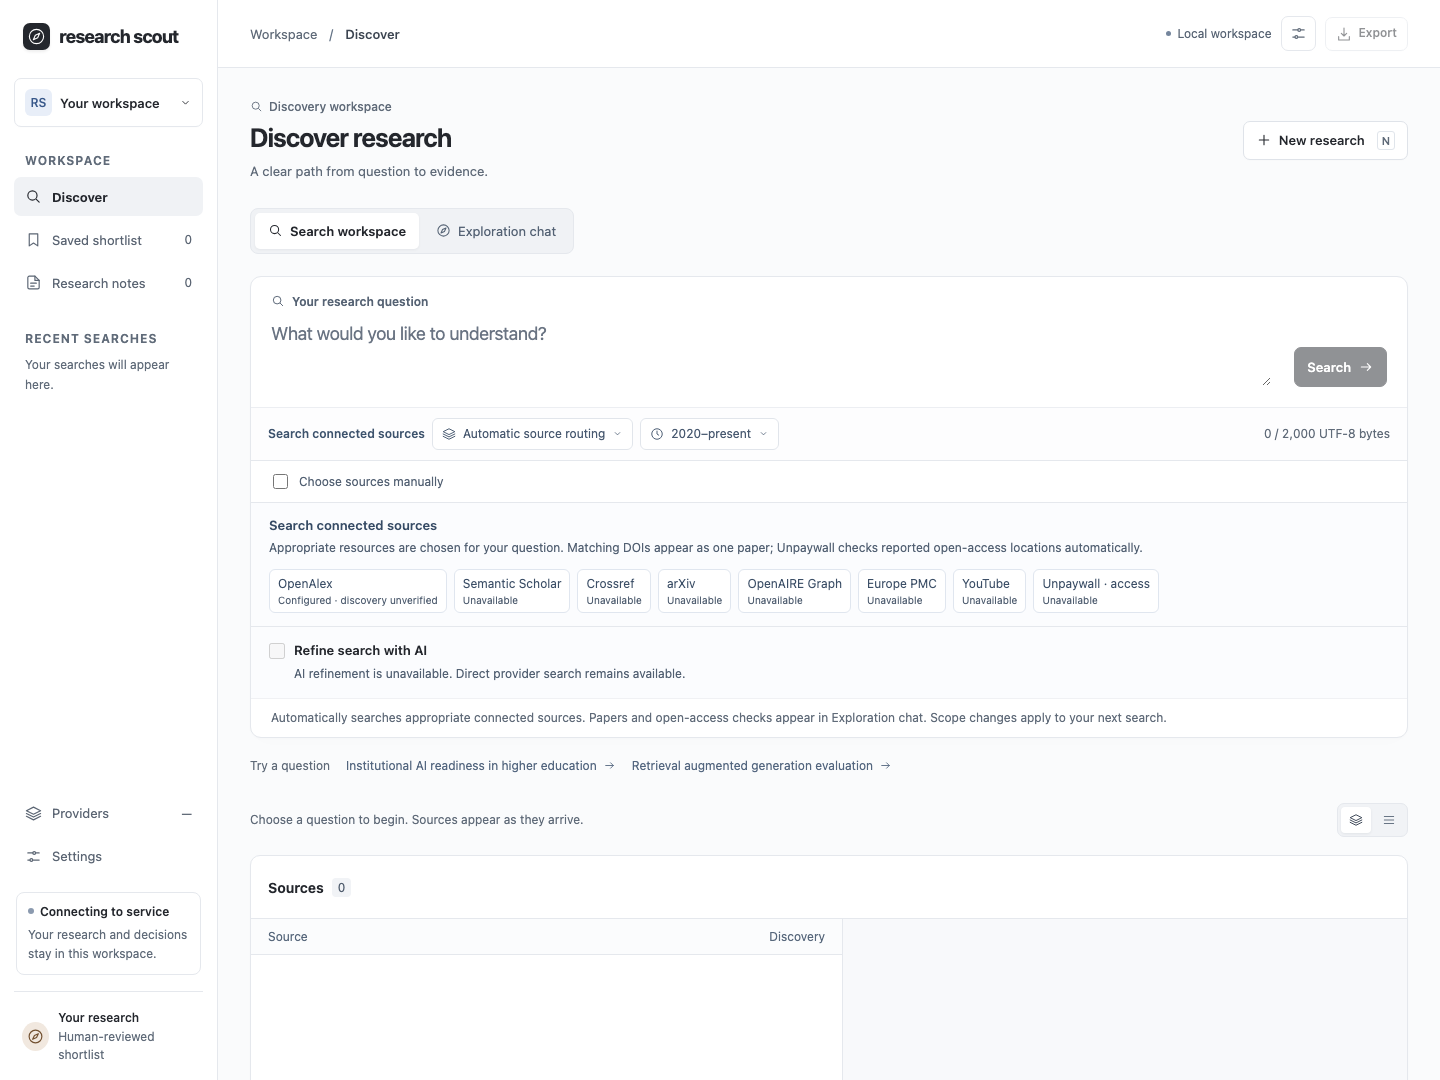 research scout
RS Your workspace
WORKSPACE
Discover
Saved shortlist 0
Research notes 0
RECENT SEARCHES
Your searches will appear
here.
Providers
Settings
Connecting to service
Your research and decisions
stay in this workspace.
Your research
Human-reviewed
shortlist
Workspace / Discover
Local workspace
Export
Discovery workspace
Discover research
A clear path from question to evidence.
New research N
Search workspace
Exploration chat
Your research question
What would you like to understand?
Search
Search connected sources Automatic source routing 2020–present 0 / 2,000 UTF-8 bytes
Choose sources manually
Search connected sources
Appropriate resources are chosen for your question. Matching DOIs appear as one paper; Unpaywall checks reported open-access locations automatically.
OpenAlex
Configured · discovery unverified
Semantic Scholar
Unavailable
Crossref
Unavailable
arXiv
Unavailable
OpenAIRE Graph
Unavailable
Europe PMC
Unavailable
YouTube
Unavailable
Unpaywall · access
Unavailable
Refine search with AI
AI refinement is unavailable. Direct provider search remains available.
Automatically searches appropriate connected sources. Papers and open-access checks appear in Exploration chat. Scope changes apply to your next search.
Try a question Institutional AI readiness in higher education → Retrieval augmented generation evaluation →
Choose a question to begin. Sources appear as they arrive.
Sources 0
Source Discovery